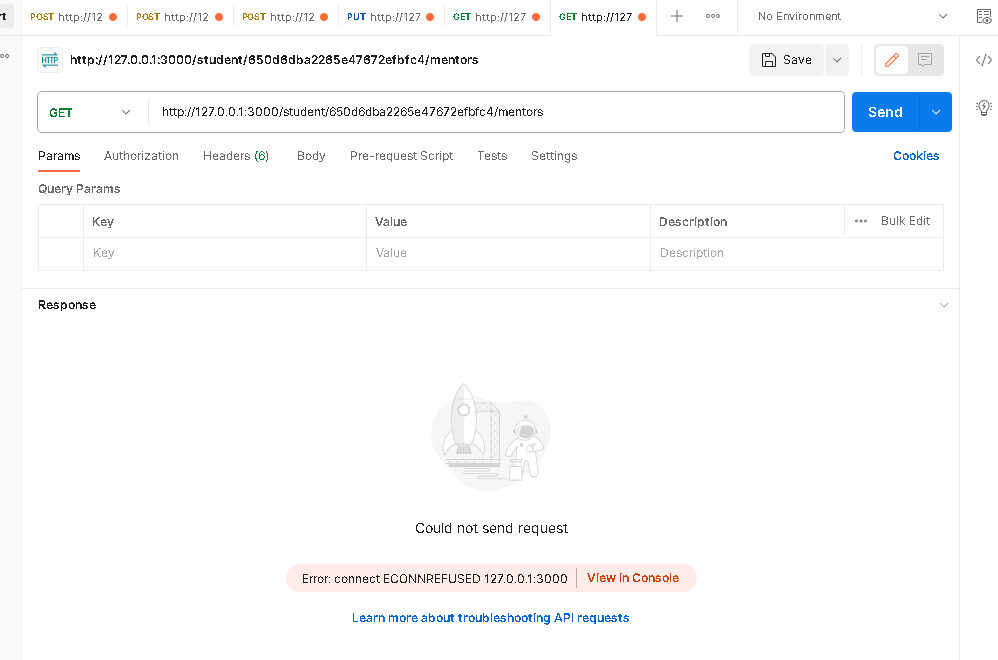 rt
POST http://12 POST http://12 POST http://12 PUT http://127 GET http://127 GET http://127 No Environment
HTTP http://127.0.0.1:3000/student/650d6dba2265e47672efbfc4/mentors Save
GET http://127.0.0.1:3000/student/650d6dba2265e47672efbfc4/mentors Send
Params Authorization Headers (6) Body Pre-request Script Tests Settings Cookies
Query Params
Key Value Description Bulk Edit
Key Value Description
Response
Could not send request
Error: connect ECONNREFUSED 127.0.0.1:3000 View in Console
Learn more about troubleshooting API requests